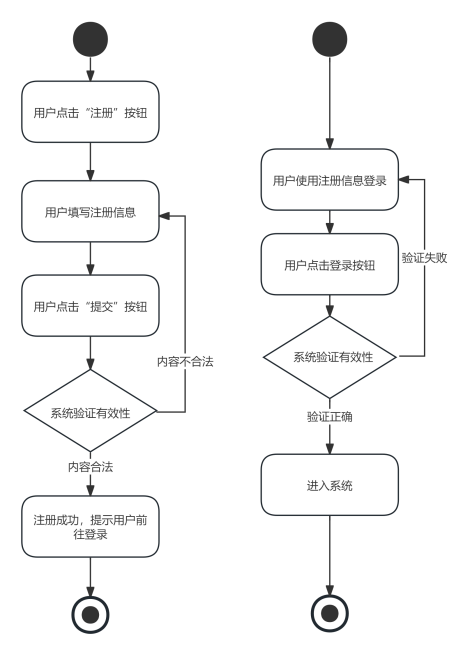 用户点击“注册”按钮
用户填写注册信息
用户点击“提交”按钮
内容不合法
系统验证有效性
内容合法
注册成功，提示用户前
往登录
用户使用注册信息登录
用户点击登录按钮
验证失败
系统验证有效性
验证正确
进入系统